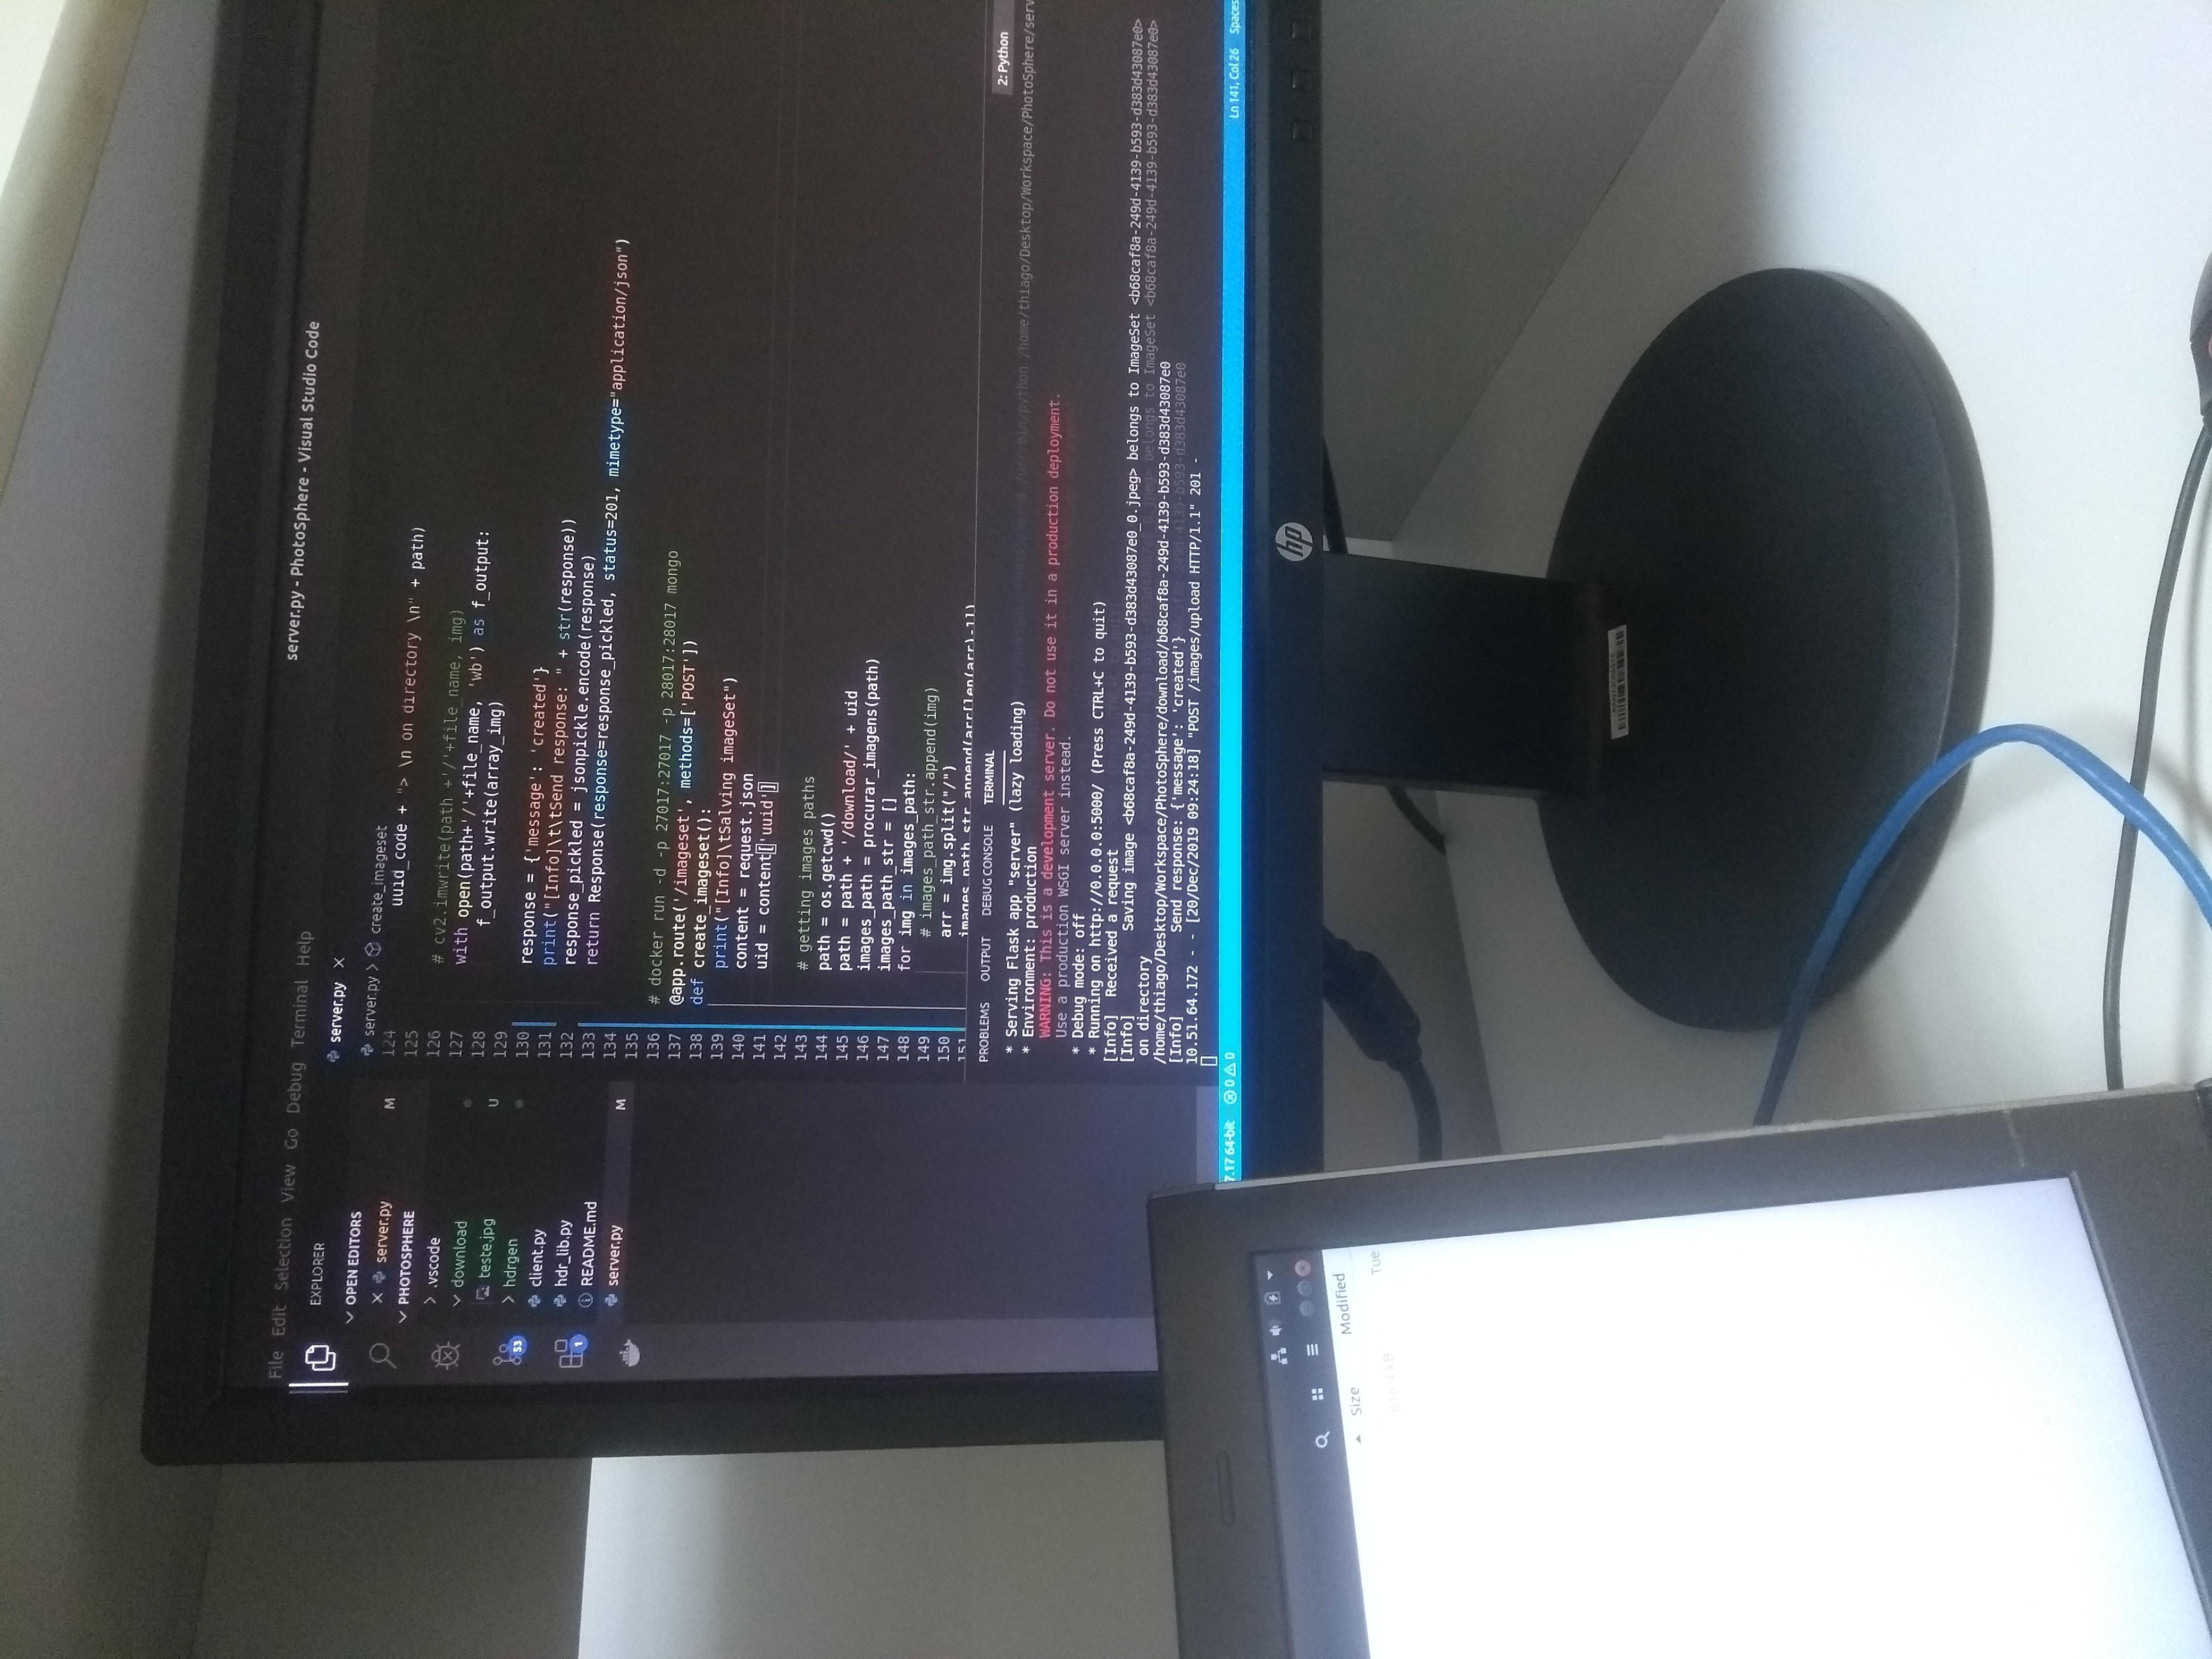 File Edit Selection View Go Debug Terminal Help
server.py - PhotoSphere - Visual Studio Code
EXPLORER
OPEN EDITORS
server.py M
PHOTOSPHERE
.vscode
download
teste.jpg U
hdrgen
client.py
hdr_lib.py
README.md
server.py M
53
1
server.py
server.py > create_imageset
124 uuid_code + "> \n on directory \n" + path)
125
126 # cv2.imwrite(path +'/'+file_name, img)
127 with open(path+'/'+file_name, 'wb') as f_output:
128 f_output.write(array_img)
129
130 response = {'message': 'created'}
131 print("[Info]\t\tSend response: " + str(response))
132 response_pickled = jsonpickle.encode(response)
133 return Response(response=response_pickled, status=201, mimetype="application/json")
134
135
136 # docker run -d -p 27017:27017 -p 28017:28017 mongo
137 @app.route('/imageset', methods=['POST'])
138 def create_imageset():
139 print("[Info]\tSalving imageSet")
140 content = request.json
141 uid = content['uuid']
142
143 # getting images paths
144 path = os.getcwd()
145 path = path + '/download/' + uid
146 images_path = procurar_imagens(path)
147 images_path_str = []
148 for img in images_path:
149 # images_path_str.append(img)
150 arr = img.split("/")
151 images_path_str.append(arr[len(arr)-1])
PROBLEMS OUTPUT DEBUG CONSOLE TERMINAL
2: Python
* Serving Flask app "server" (lazy loading)
* Environment: production
WARNING: This is a development server. Do not use it in a production deployment.
Use a production WSGI server instead.
* Debug mode: off
* Running on http://0.0.0.0:5000/ (Press CTRL+C to quit)
[Info] Received a request
[Info] Saving image <b68caf8a-249d-4139-b593-d383d43087e0_0.jpeg> belongs to ImageSet <b68caf8a-249d-4139-b593-d383d43087e0>
on directory
/home/thiago/Desktop/Workspace/PhotoSphere/download/b68caf8a-249d-4139-b593-d383d43087e0
[Info] Send response: {'message': 'created'}
10.51.64.172 - - [20/Dec/2019 09:24:18] "POST /images/upload HTTP/1.1" 201 -
7.17 64-bit 0 0
Ln 141, Col 26 Spaces
hp
Size Modified
Tue